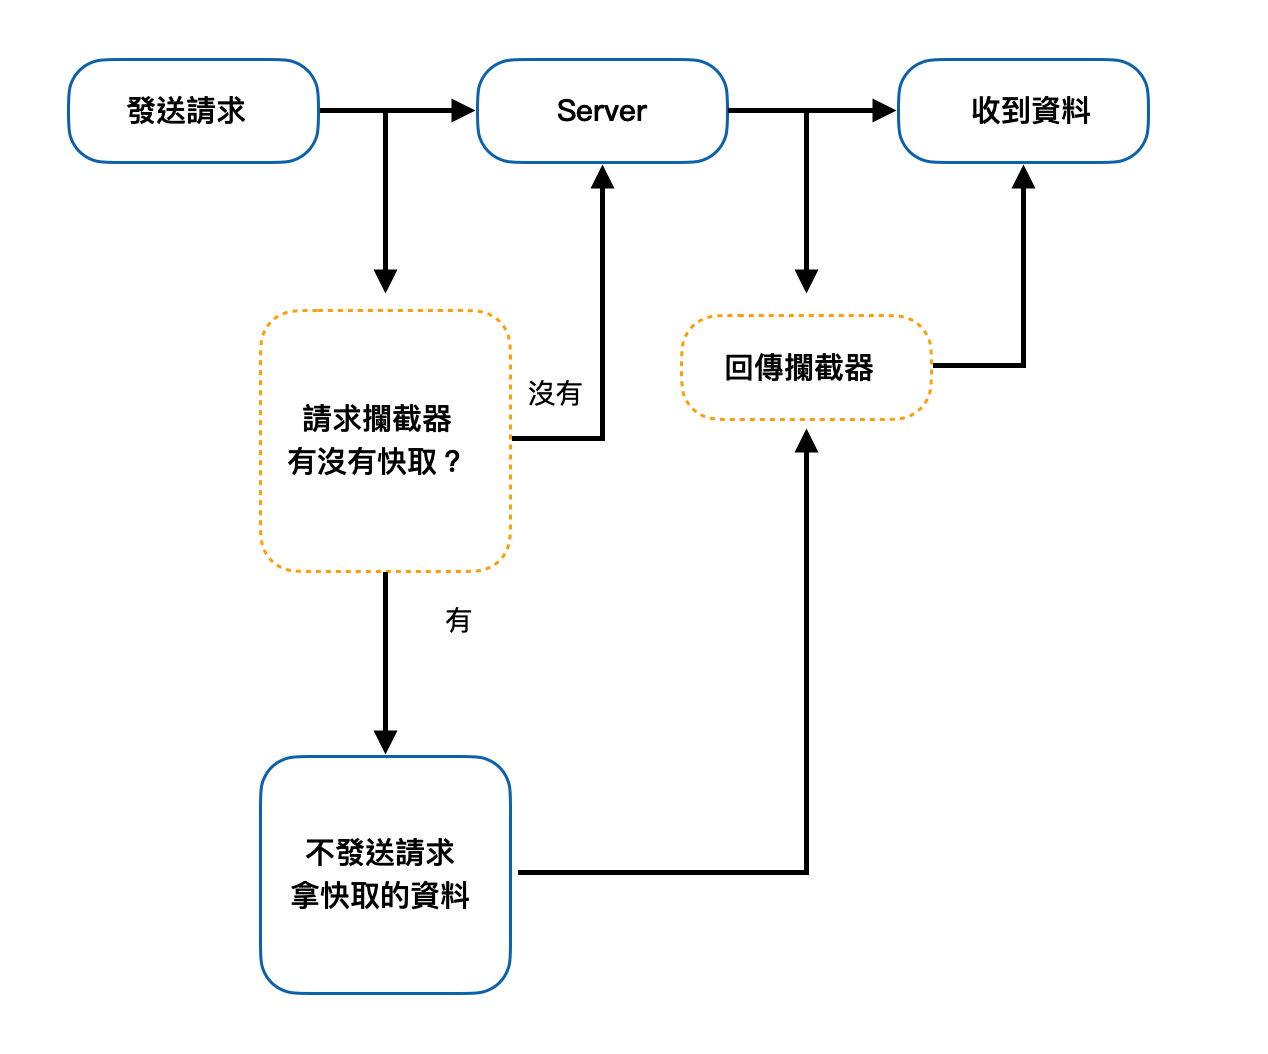 發送請求
Server
收到資料
回傳攔截器
沒有
請求攔截器
有沒有快取？
有
不發送請求
拿快取的資料